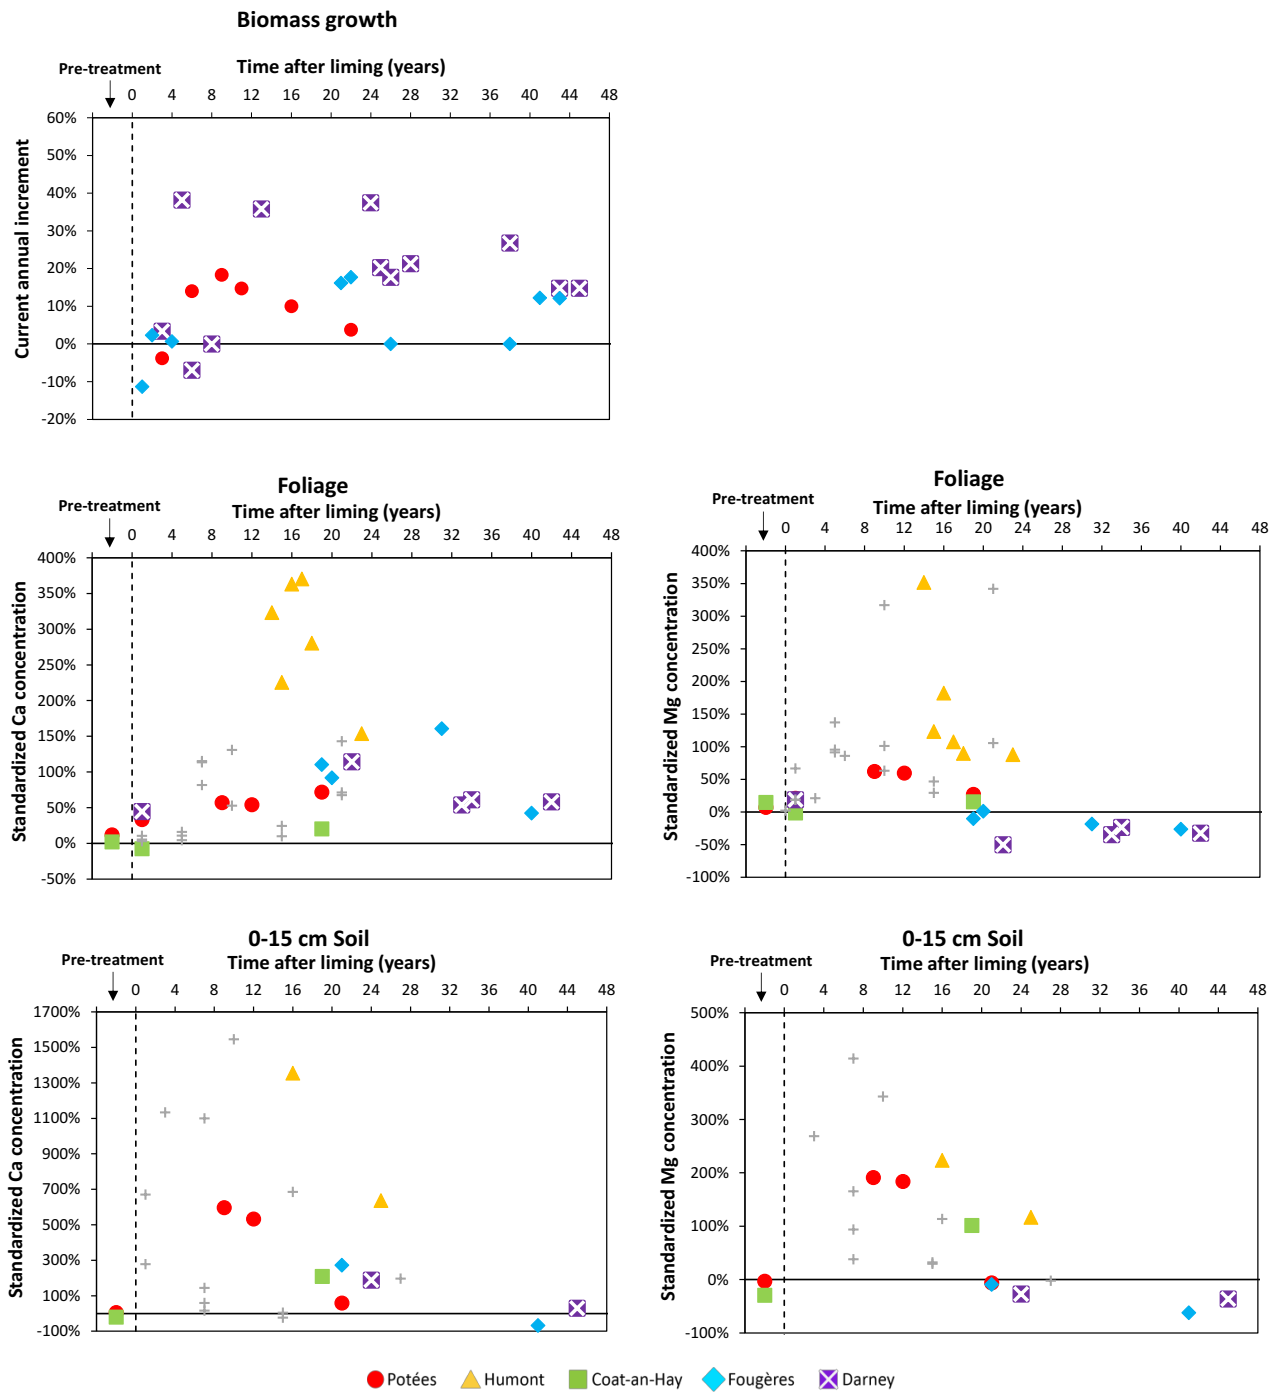 Biomass growth
Pre-treatment
Time after liming (years)
0 4 8 12 16 20 24 28 32 36 40 44 48
Current annual increment
60%
50%
40%
30%
20%
10%
0%
-10%
-20%
Foliage
Pre-treatment
Time after liming (years)
0 4 8 12 16 20 24 28 32 36 40 44 48
Standardized Ca concentration
400%
350%
300%
250%
200%
150%
100%
50%
0%
-50%
Foliage
Pre-treatment
Time after liming (years)
0 4 8 12 16 20 24 28 32 36 40 44 48
Standardized Mg concentration
400%
350%
300%
250%
200%
150%
100%
50%
0%
-50%
-100%
0-15 cm Soil
Pre-treatment
Time after liming (years)
0 4 8 12 16 20 24 28 32 36 40 44 48
Standardized Ca concentration
1700%
1500%
1300%
1100%
900%
700%
500%
300%
100%
-100%
0-15 cm Soil
Pre-treatment
Time after liming (years)
0 4 8 12 16 20 24 28 32 36 40 44 48
Standardized Mg concentration
500%
400%
300%
200%
100%
0%
-100%
Potées Humont Coat-an-Hay Fougères Darney